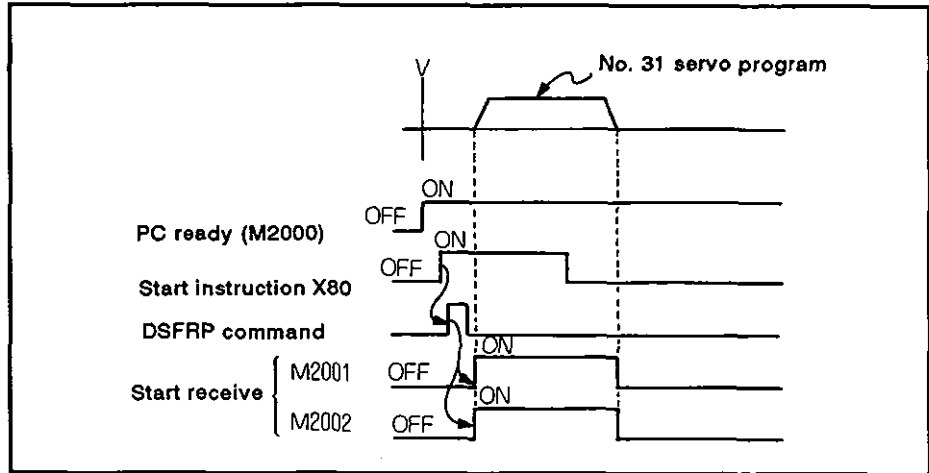 V
No. 31 servo program
ON
OFF
PC ready (M2000)
ON
OFF
Start instruction X80
DSFRP command
ON
Start receive
M2001
OFF
ON
M2002
OFF